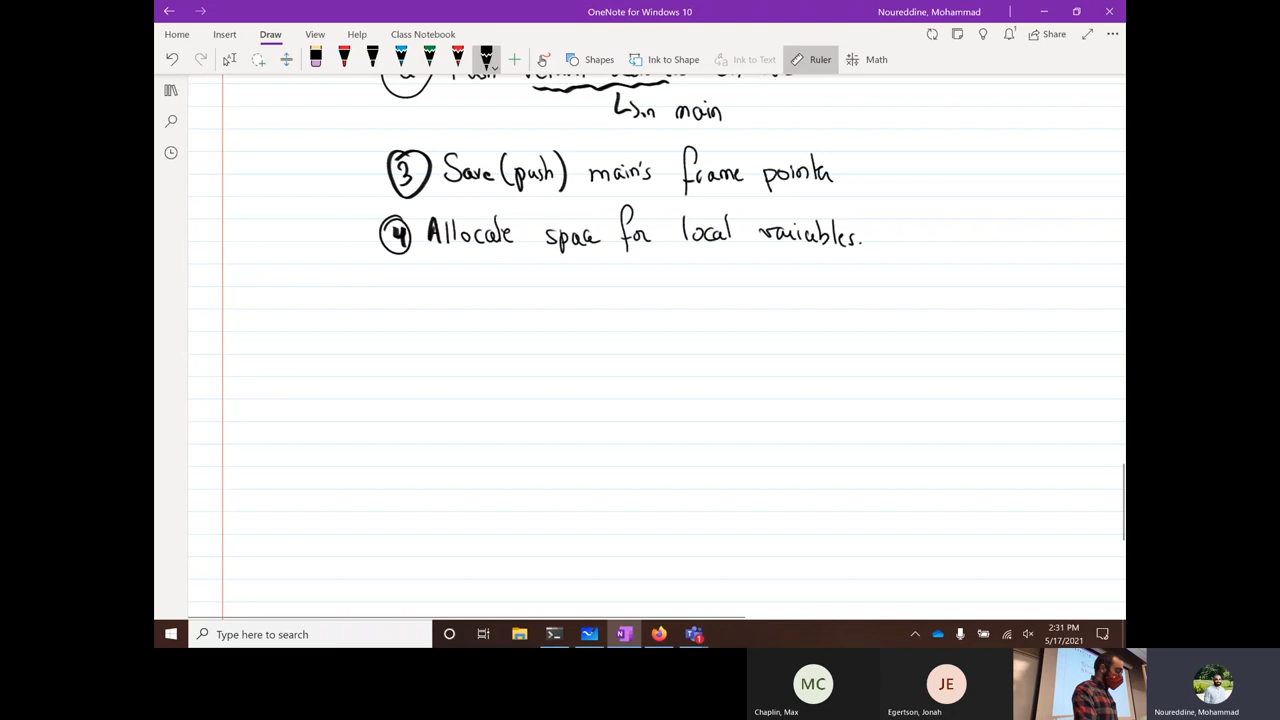 OneNote for Windows 10
Noureddine, Mohammad
Home Insert Draw View Help Class Notebook
Share
Shapes Ink to Shape Ink to Text Ruler Math
Push
↳ in main
3 Save (push) main's frame pointer
4 Allocate space for local variables.
Type here to search
2:31 PM
5/17/2021
MC
JE
Chaplin, Max
Egertson, Jonah
Noureddine, Mohammad